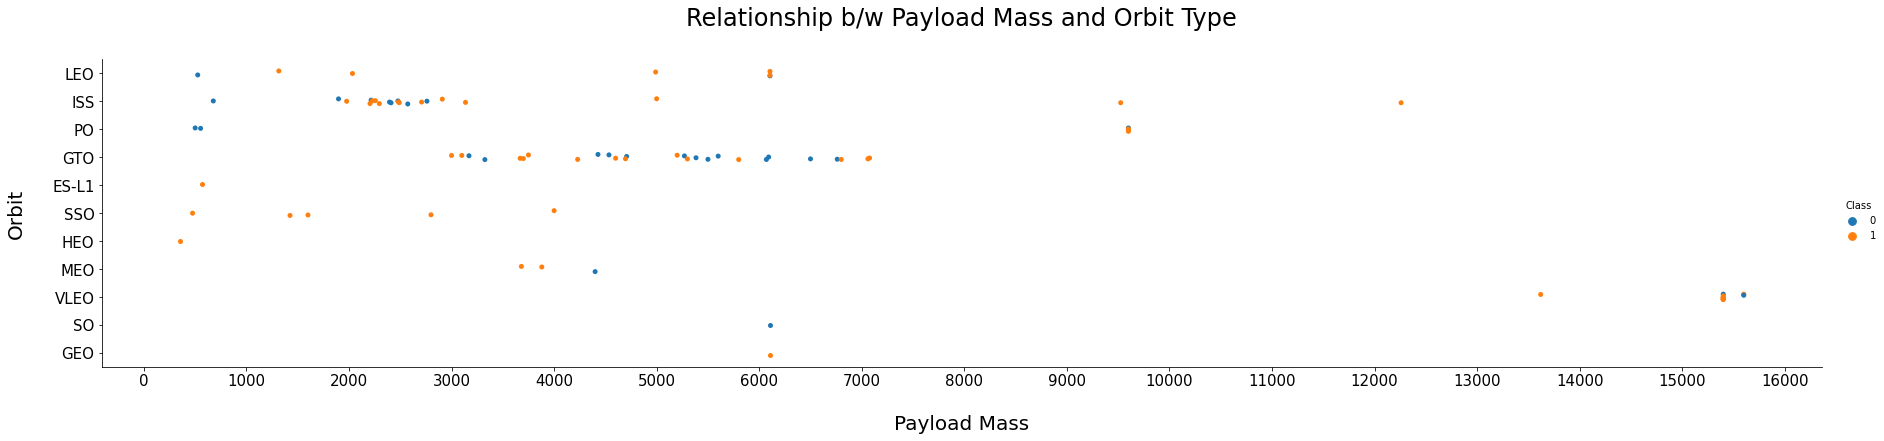 Relationship b/w Payload Mass and Orbit Type
Orbit
LEO
ISS
PO
GTO
ES-L1
SSO
HEO
MEO
VLEO
SO
GEO
0 1000 2000 3000 4000 5000 6000 7000 8000 9000 10000 11000 12000 13000 14000 15000 16000
Payload Mass
Class
0
1